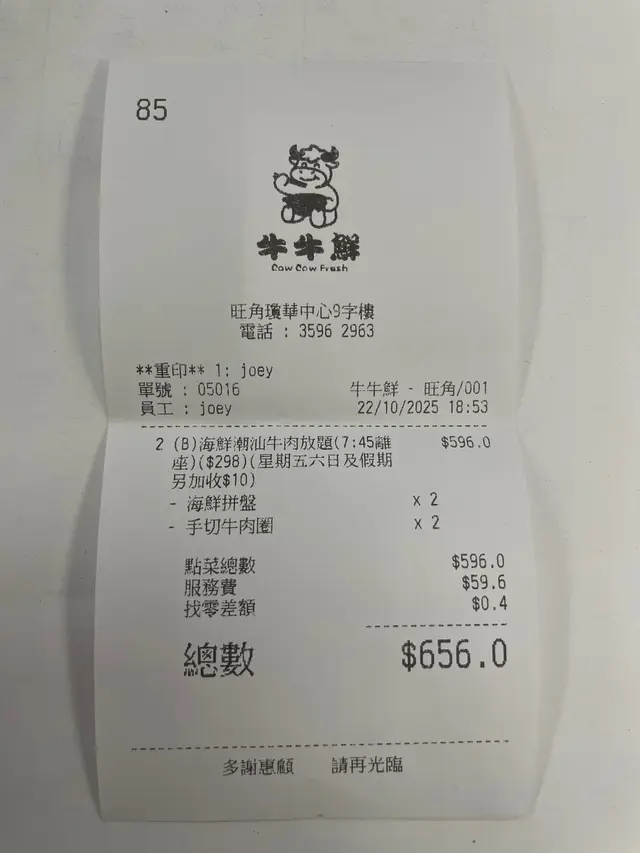 85
牛牛鮮
Cow Cow Fresh
旺角瓊華中心9字樓
電話 : 3596 2963
**重印** 1: joey
單號 : 05016 牛牛鮮 - 旺角/001
員工 : joey 22/10/2025 18:53
2 (B)海鮮潮汕牛肉放題(7:45離 $596.0
座)($298)(星期五六日及假期
另加收$10)
- 海鮮拼盤 x 2
- 手切牛肉圈 x 2
點菜總數 $596.0
服務費 $59.6
找零差額 $0.4
總數 $656.0
多謝惠顧 請再光臨